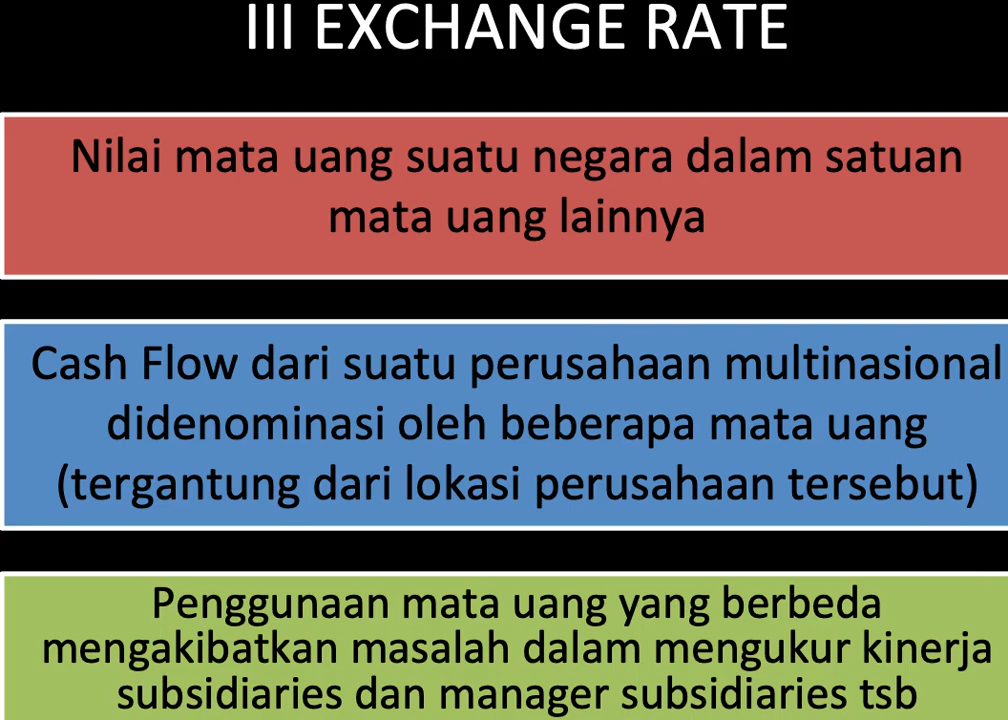 III EXCHANGE RATE
Nilai mata uang suatu negara dalam satuan
mata uang lainnya
Cash Flow dari suatu perusahaan multinasional
didenominasi oleh beberapa mata uang
(tergantung dari lokasi perusahaan tersebut)
Penggunaan mata uang yang berbeda
mengakibatkan masalah dalam mengukur kinerja
subsidiaries dan manager subsidiaries tsb